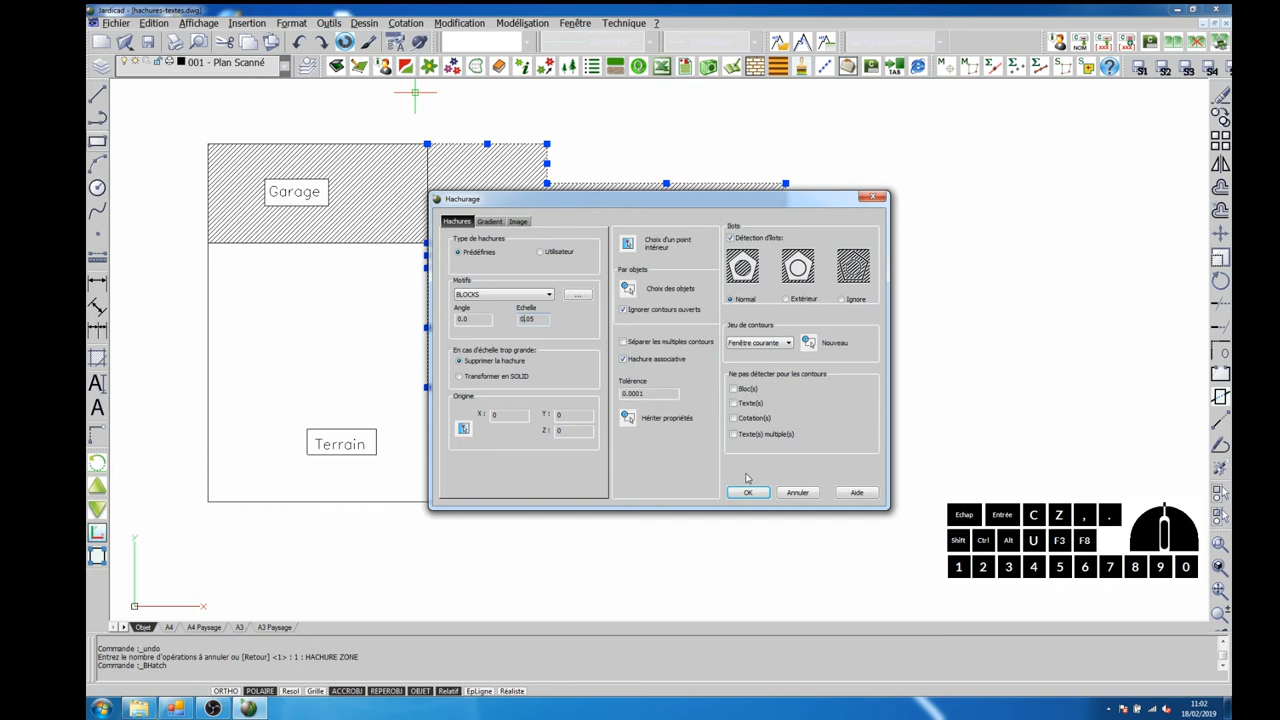 Jardicad - [hachures-textes.dwg]
Fichier Edition Affichage Insertion Format Outils Dessin Cotation Modification Modélisation Fenêtre Technique ?
001 - Plan Scanné
S1 S2 S3 S4
Garage
Terrain
Hachurage
Hachures Gradient Image
Type de hachures
Prédéfinies Utilisateur
Motifs
BLOCKS ...
Angle Echelle
0.0 0.05
En cas d'échelle trop grande:
Supprimer la hachure
Transformer en SOLID
Origine
X : 0 Y : 0
Z : 0
Choix d'un point
intérieur
Par objets
Choix des objets
Ignorer contours ouverts
Séparer les multiples contours
Hachure associative
Tolérance
0.0001
Hériter propriétés
Ilots
Détection d'îlots:
Normal Extérieur Ignore
Jeu de contours
Fenêtre courante Nouveau
Ne pas détecter pour les contours
Bloc(s)
Texte(s)
Cotation(s)
Texte(s) multiple(s)
OK Annuler Aide
Echap Entrée C Z , .
Shift Ctrl Alt U F3 F8
1 2 3 4 5 6 7 8 9 0
Y
X
Objet A4 A4 Paysage A3 A3 Paysage
Commande :_undo
Entrez le nombre d'opérations à annuler ou [Retour] <1> : 1 : HACHURE ZONE
Commande :_BHatch
ORTHO POLAIRE Resol Grille ACCROBJ REPEROBJ OBJET Relatif EpLigne Réaliste
11:02
18/02/2019